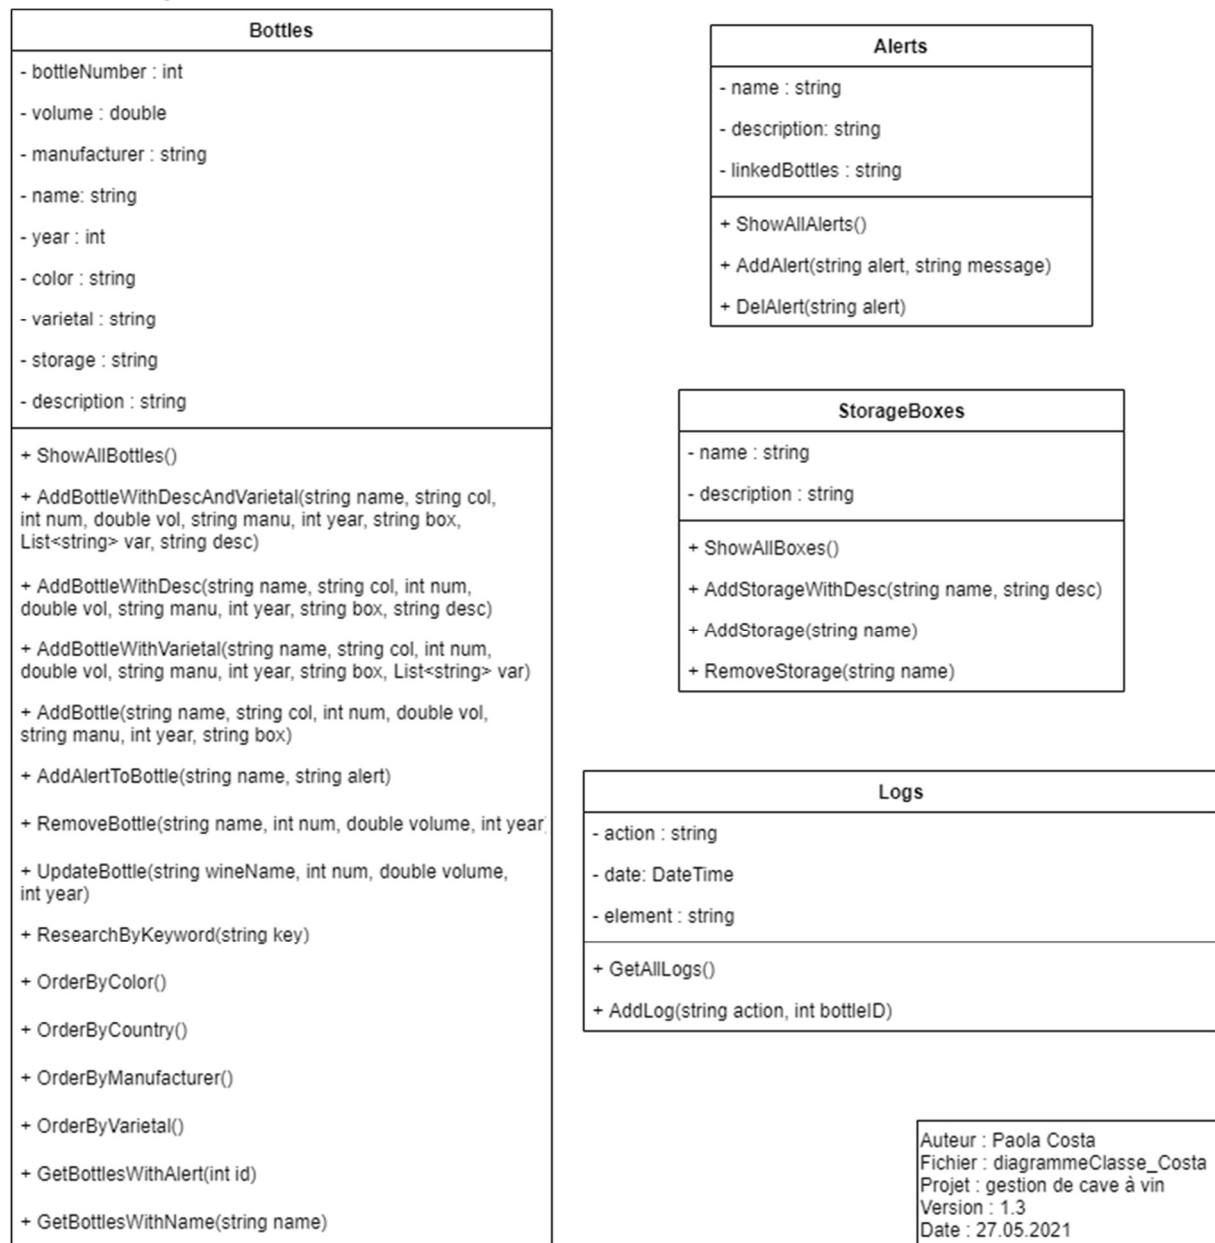 Bottles
- bottleNumber : int
- volume : double
- manufacturer : string
- name: string
- year : int
- color : string
- varietal : string
- storage : string
- description : string
+ ShowAllBottles()
+ AddBottleWithDescAndVarietal(string name, string col,
int num, double vol, string manu, int year, string box,
List<string> var, string desc)
+ AddBottleWithDesc(string name, string col, int num,
double vol, string manu, int year, string box, string desc)
+ AddBottleWithVarietal(string name, string col, int num,
double vol, string manu, int year, string box, List<string> var)
+ AddBottle(string name, string col, int num, double vol,
string manu, int year, string box)
+ AddAlertToBottle(string name, string alert)
+ RemoveBottle(string name, int num, double volume, int year)
+ UpdateBottle(string wineName, int num, double volume,
int year)
+ ResearchByKeyword(string key)
+ OrderByColor()
+ OrderByCountry()
+ OrderByManufacturer()
+ OrderByVarietal()
+ GetBottlesWithAlert(int id)
+ GetBottlesWithName(string name)
Alerts
- name : string
- description: string
- linkedBottles : string
+ ShowAllAlerts()
+ AddAlert(string alert, string message)
+ DelAlert(string alert)
StorageBoxes
- name : string
- description : string
+ ShowAllBoxes()
+ AddStorageWithDesc(string name, string desc)
+ AddStorage(string name)
+ RemoveStorage(string name)
Logs
- action : string
- date: DateTime
- element : string
+ GetAllLogs()
+ AddLog(string action, int bottleID)
Auteur : Paola Costa
Fichier : diagrammeClasse_Costa
Projet : gestion de cave à vin
Version : 1.3
Date : 27.05.2021